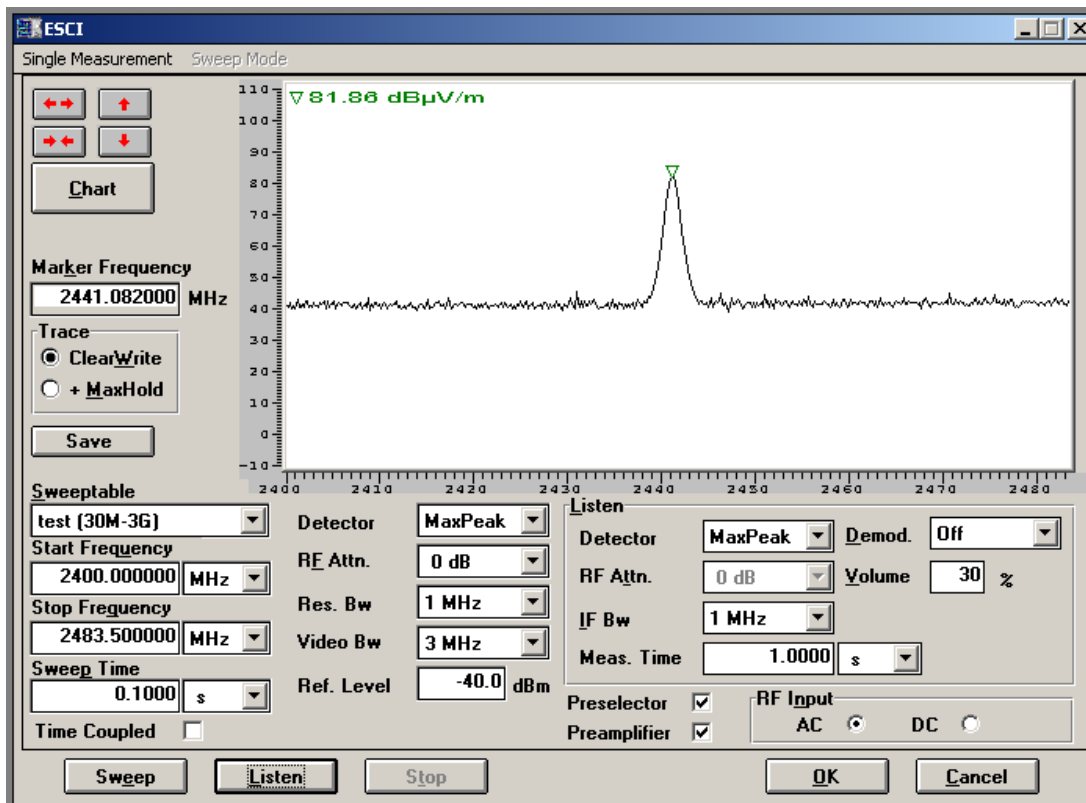 ESCI
Single Measurement Sweep Mode
Chart
Marker Frequency
2441.082000 MHz
Trace
ClearWrite
+ MaxHold
Save
81.86 dBµV/m
110
100
90
80
70
60
50
40
30
20
10
0
-10
2400 2410 2420 2430 2440 2450 2460 2470 2480
Sweeptable
test (30M-3G)
Start Frequency
2400.000000 MHz
Stop Frequency
2483.500000 MHz
Sweep Time
0.1000 s
Time Coupled
Detector MaxPeak
RF Attn. 0 dB
Res. Bw 1 MHz
Video Bw 3 MHz
Ref. Level -40.0 dBm
Listen
Detector MaxPeak Demod. Off
RF Attn. 0 dB Volume 30 %
IF Bw 1 MHz
Meas. Time 1.0000 s
Preselector
Preamplifier
RF Input
AC DC
Sweep Listen Stop OK Cancel